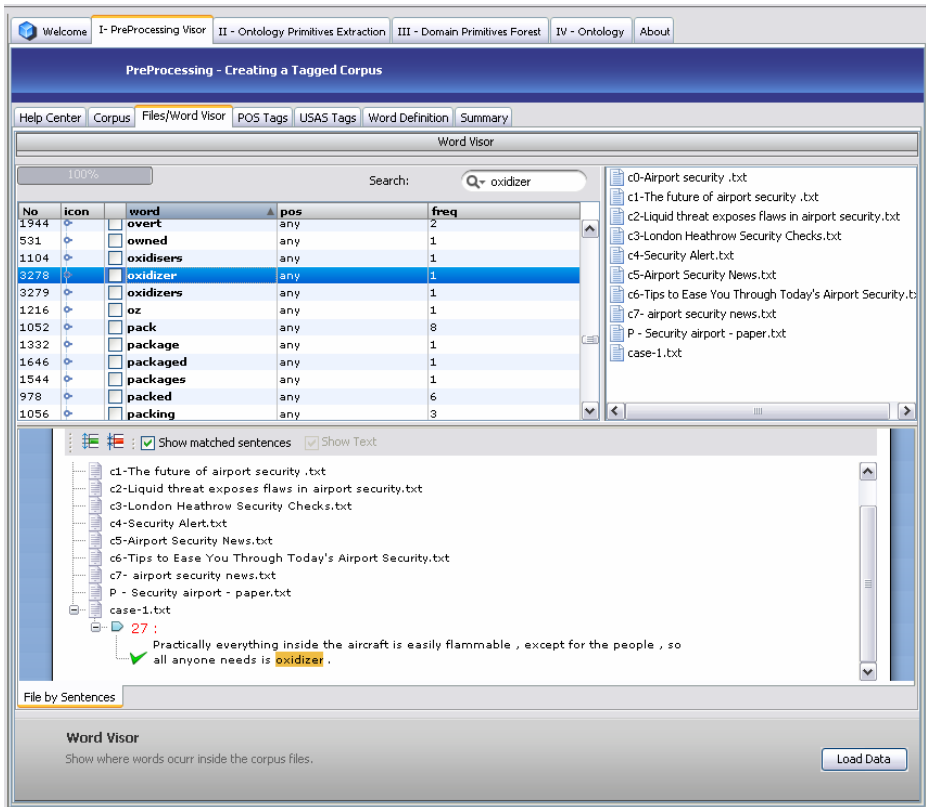 Welcome I- PreProcessing Visor II - Ontology Primitives Extraction III - Domain Primitives Forest IV - Ontology About
PreProcessing - Creating a Tagged Corpus
Help Center Corpus Files/Word Visor POS Tags USAS Tags Word Definition Summary
Word Visor
100% Search: oxidizer
No icon word pos freq
1944 overt any 2
531 owned any 1
1104 oxidisers any 1
3278 oxidizer any 1
3279 oxidizers any 1
1216 oz any 1
1052 pack any 8
1332 package any 1
1646 packaged any 1
1544 packages any 1
978 packed any 6
1056 packing any 3
c0-Airport security .txt
c1-The future of airport security .txt
c2-Liquid threat exposes flaws in airport security.txt
c3-London Heathrow Security Checks.txt
c4-Security Alert.txt
c5-Airport Security News.txt
c6-Tips to Ease You Through Today's Airport Security.t
c7- airport security news.txt
P - Security airport - paper.txt
case-1.txt
Show matched sentences Show Text
c1-The future of airport security .txt
c2-Liquid threat exposes flaws in airport security.txt
c3-London Heathrow Security Checks.txt
c4-Security Alert.txt
c5-Airport Security News.txt
c6-Tips to Ease You Through Today's Airport Security.txt
c7- airport security news.txt
P - Security airport - paper.txt
case-1.txt
27 :
Practically everything inside the aircraft is easily flammable , except for the people , so
all anyone needs is oxidizer .
File by Sentences
Word Visor
Show where words ocurr inside the corpus files.
Load Data